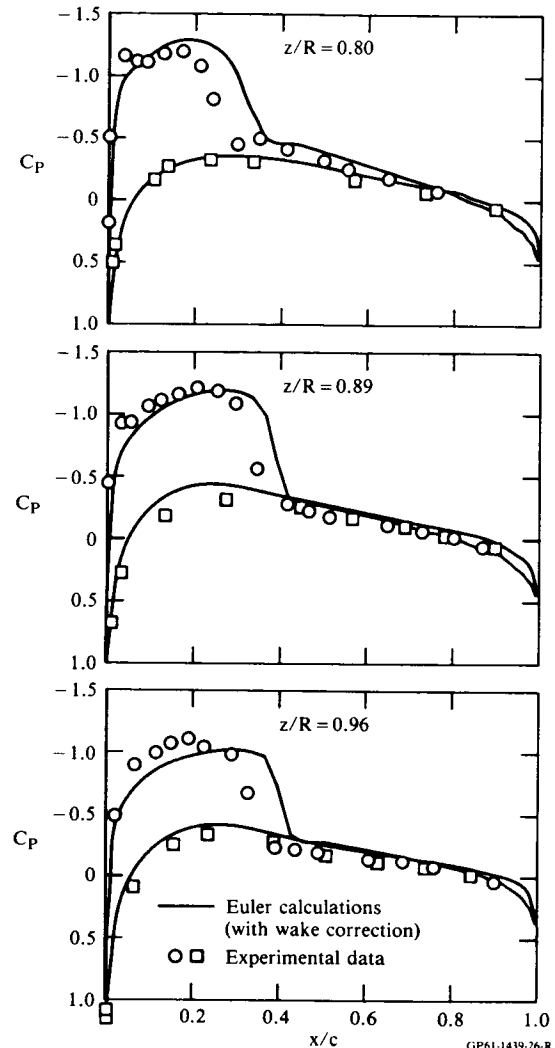 -1.5
z/R = 0.80
-1.0
-0.5
CP
0
0.5
1.0
-1.5
z/R = 0.89
-1.0
-0.5
CP
0
0.5
1.0
-1.5
z/R = 0.96
-1.0
-0.5
CP
0
Euler calculations
(with wake correction)
0.5
Experimental data
1.0
0 0.2 0.4 0.6 0.8 1.0
x/c
GP61-1439-26-R